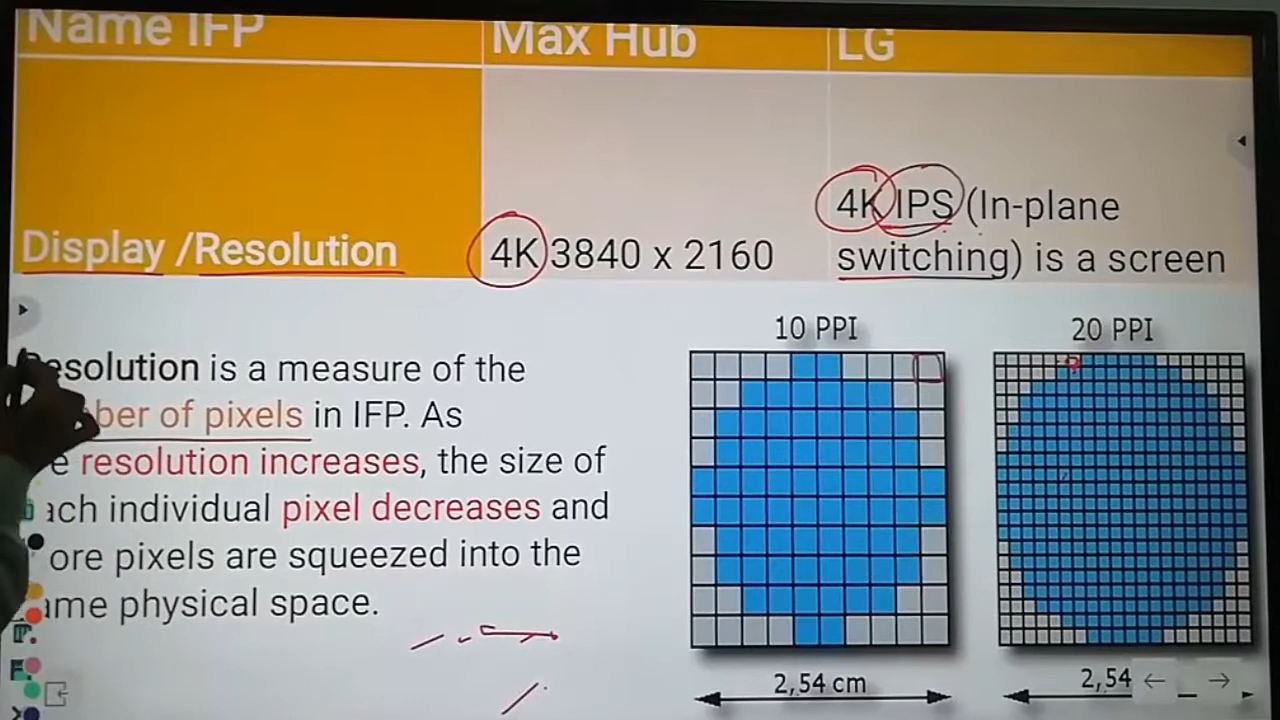 Name IFP
Max Hub
LG
Display /Resolution
4K 3840 x 2160
4K IPS (In-plane
switching) is a screen
Resolution is a measure of the
ber of pixels in IFP. As
e resolution increases, the size of
ach individual pixel decreases and
ore pixels are squeezed into the
ame physical space.
10 PPI
20 PPI
2,54 cm
2,54